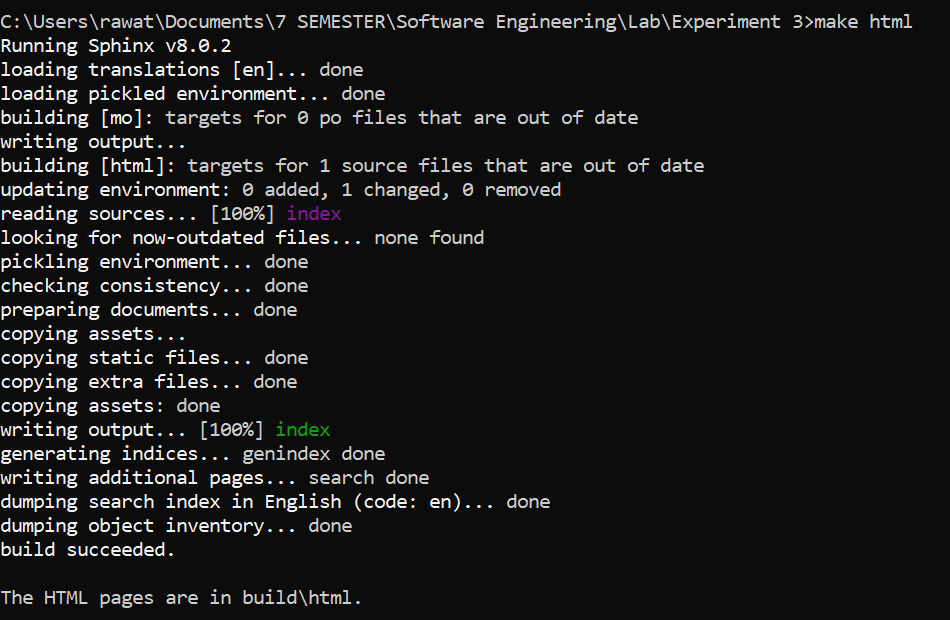 C:\Users\rawat\Documents\7 SEMESTER\Software Engineering\Lab\Experiment 3>make html
Running Sphinx v8.0.2
loading translations [en]... done
loading pickled environment... done
building [mo]: targets for 0 po files that are out of date
writing output...
building [html]: targets for 1 source files that are out of date
updating environment: 0 added, 1 changed, 0 removed
reading sources... [100%] index
looking for now-outdated files... none found
pickling environment... done
checking consistency... done
preparing documents... done
copying assets...
copying static files... done
copying extra files... done
copying assets: done
writing output... [100%] index
generating indices... genindex done
writing additional pages... search done
dumping search index in English (code: en)... done
dumping object inventory... done
build succeeded.

The HTML pages are in build\html.